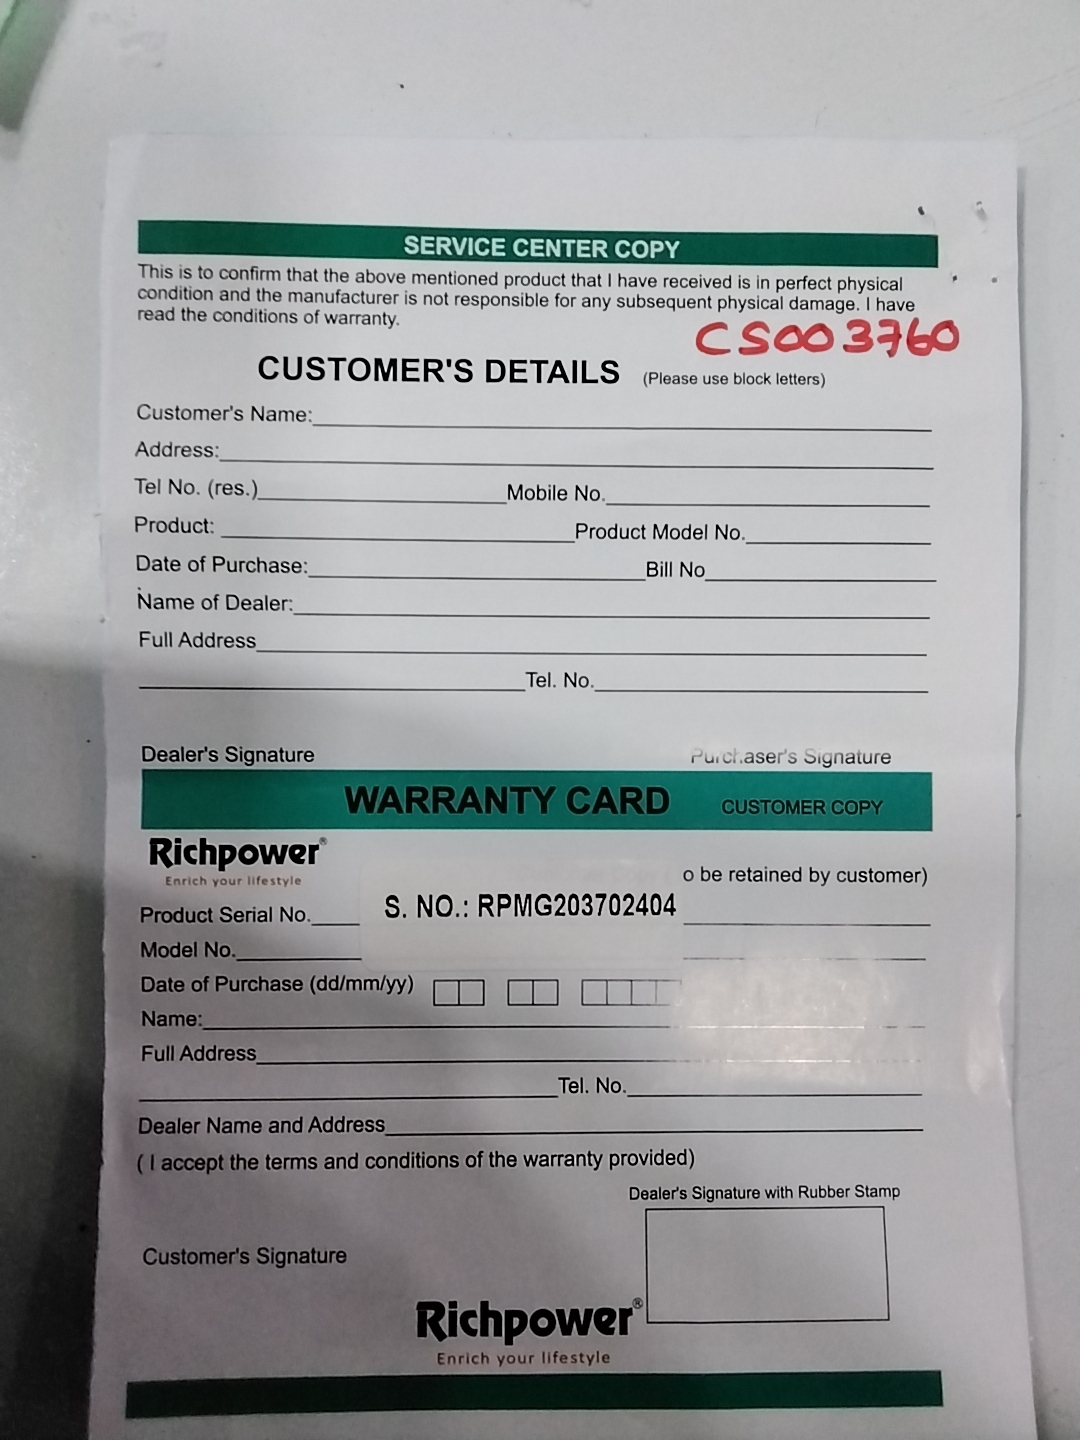 SERVICE CENTER COPY
This is to confirm that the above mentioned product that I have received is in perfect physical
condition and the manufacturer is not responsible for any subsequent physical damage. I have
read the conditions of warranty.
CS003760
CUSTOMER'S DETAILS (Please use block letters)
Customer's Name:
Address:
Tel No. (res.) Mobile No.
Product: Product Model No.
Date of Purchase: Bill No
Name of Dealer:
Full Address
Tel. No.
Dealer's Signature Purchaser's Signature
WARRANTY CARD CUSTOMER COPY
Richpower®
Enrich your lifestyle
o be retained by customer)
Product Serial No. S. NO.: RPMG203702404
Model No.
Date of Purchase (dd/mm/yy)
Name:
Full Address
Tel. No.
Dealer Name and Address
( I accept the terms and conditions of the warranty provided)
Dealer's Signature with Rubber Stamp
Customer's Signature
Richpower®
Enrich your lifestyle